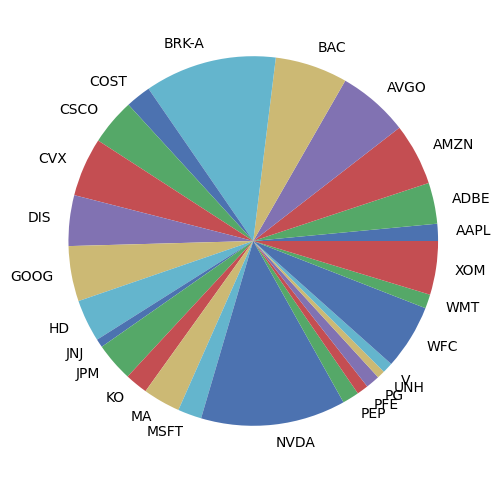 BRK-A
BAC
COST
AVGO
CSCO
AMZN
CVX
ADBE
DIS
AAPL
GOOG
XOM
HD
WMT
JNJ
WFC
JPM
V
KO
UNH
MA
PG
MSFT
PFE
PEP
NVDA